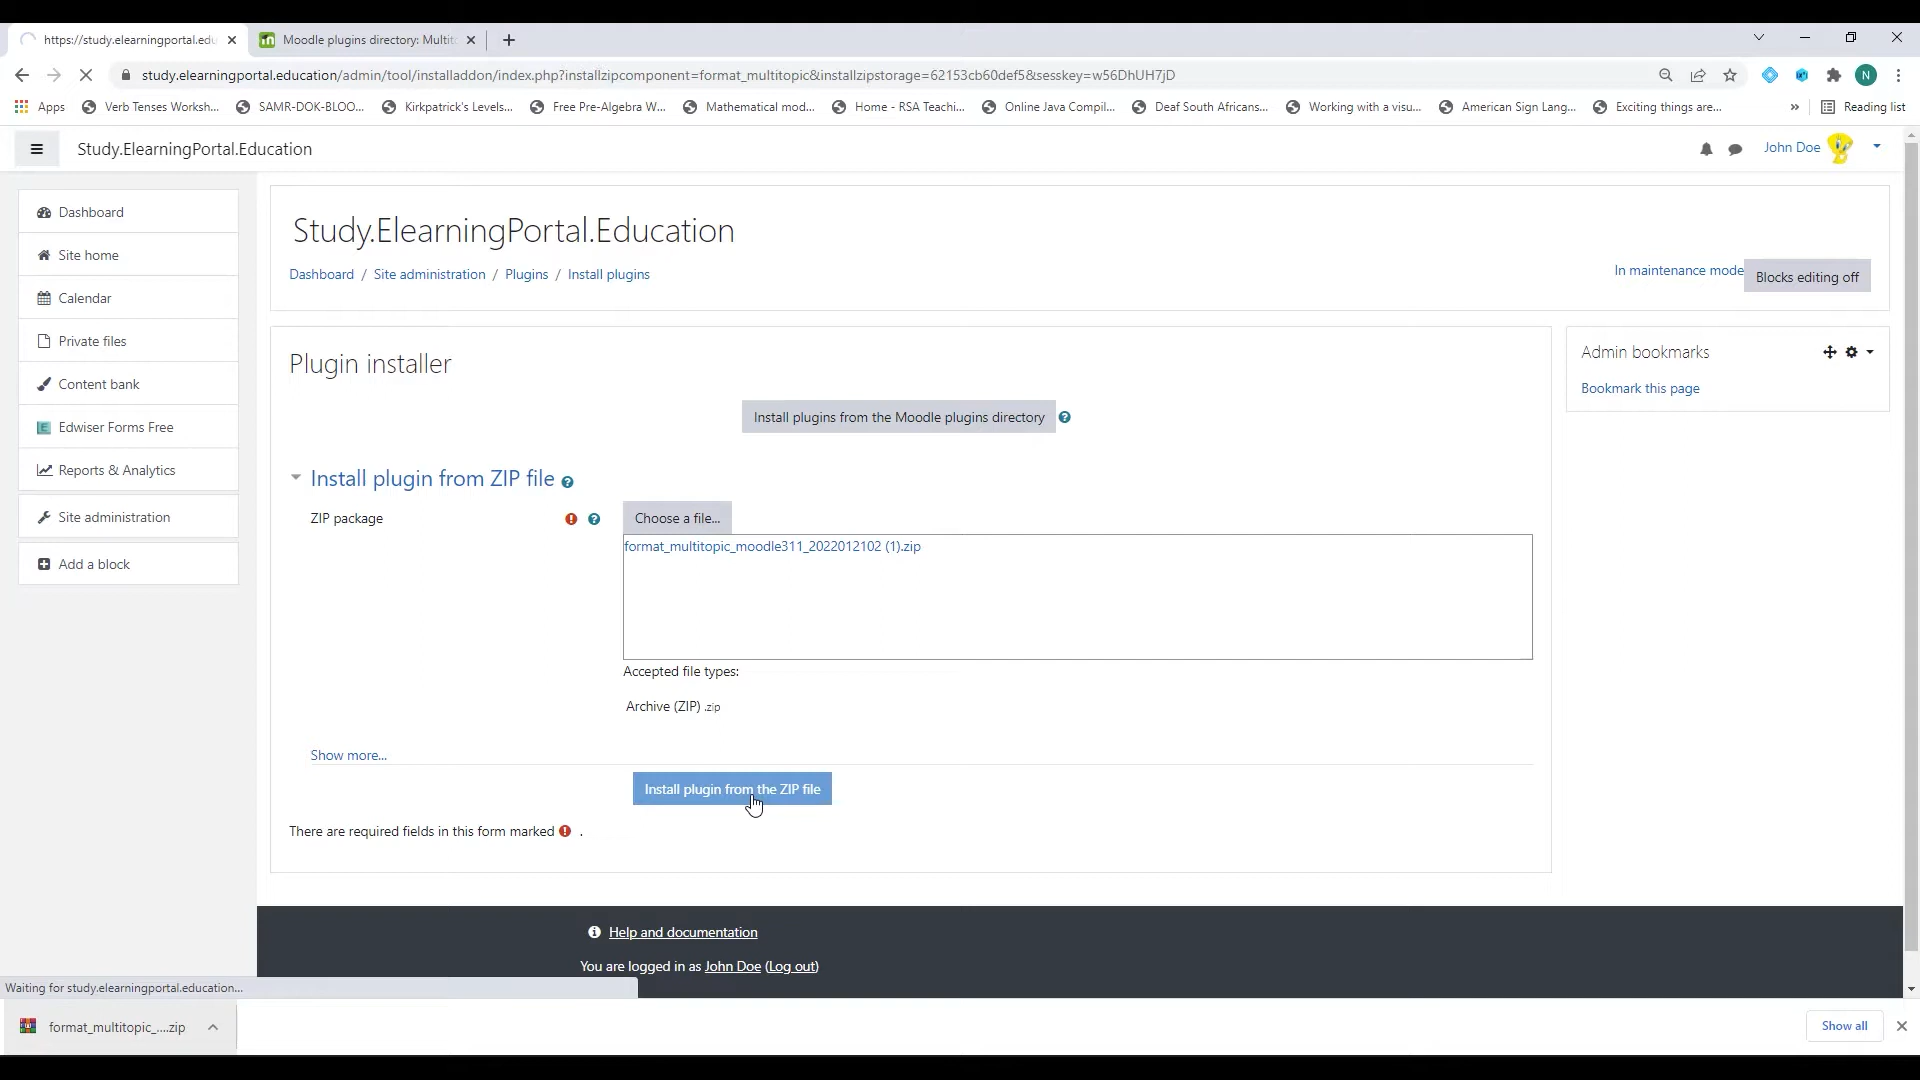 https://study.elearningportal.edu
Moodle plugins directory: Multit
study.elearningportal.education/admin/tool/installaddon/index.php?installzipcomponent=format_multitopic&installzipstorage=62153cb60def5&sesskey=w56DhUH7jD
N
Apps
Verb Tenses Worksh...
SAMR-DOK-BLOO...
Kirkpatrick's Levels...
Free Pre-Algebra W...
Mathematical mod...
Home - RSA Teachi...
Online Java Compil...
Deaf South Africans...
Working with a visu...
American Sign Lang...
Exciting things are...
»
Reading list
Study.ElearningPortal.Education
John Doe
Dashboard
Site home
Calendar
Private files
Content bank
E Edwiser Forms Free
Reports & Analytics
Site administration
Add a block
Study.ElearningPortal.Education
Dashboard / Site administration / Plugins / Install plugins
In maintenance mode
Blocks editing off
Plugin installer
Install plugins from the Moodle plugins directory
Install plugin from ZIP file
ZIP package
Choose a file...
format_multitopic_moodle311_2022012102 (1).zip
Accepted file types:
Archive (ZIP) .zip
Show more...
Install plugin from the ZIP file
There are required fields in this form marked .
Admin bookmarks
Bookmark this page
Help and documentation
You are logged in as John Doe (Log out)
Waiting for study.elearningportal.education...
format_multitopic_....zip
Show all